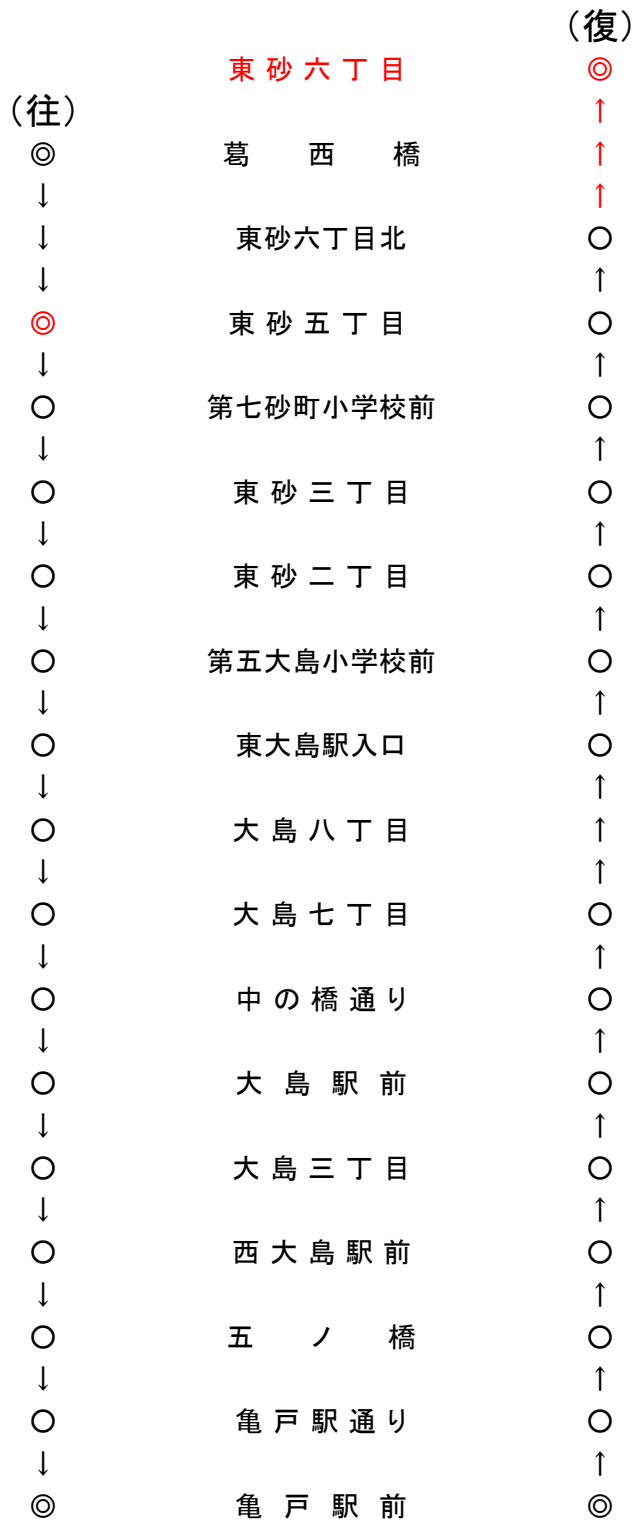 （復）
東砂六丁目 ◎
（往） ↑
◎ 葛西橋 ↑
↓ ↑
↓ 東砂六丁目北 ○
↓ ↑
◎ 東砂五丁目 ○
↓ ↑
○ 第七砂町小学校前 ○
↓ ↑
○ 東砂三丁目 ○
↓ ↑
○ 東砂二丁目 ○
↓ ↑
○ 第五大島小学校前 ○
↓ ↑
○ 東大島駅入口 ○
↓ ↑
○ 大島八丁目 ↑
↓ ↑
○ 大島七丁目 ○
↓ ↑
○ 中の橋通り ○
↓ ↑
○ 大島駅前 ○
↓ ↑
○ 大島三丁目 ○
↓ ↑
○ 西大島駅前 ○
↓ ↑
○ 五ノ橋 ○
↓ ↑
○ 亀戸駅通り ○
↓ ↑
◎ 亀戸駅前 ◎